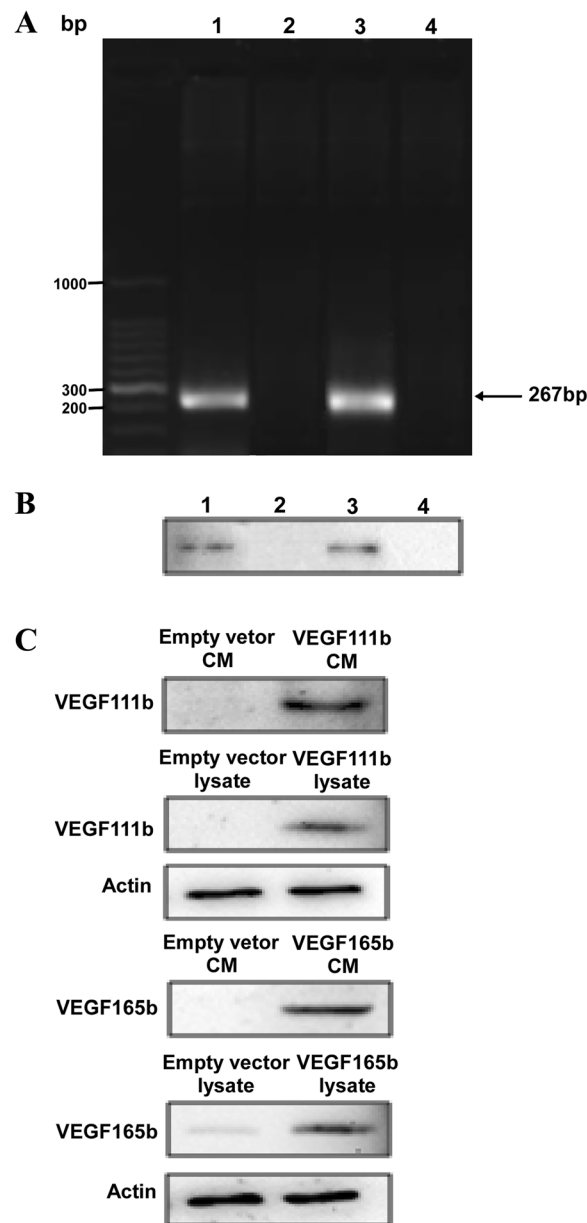 A bp 1 2 3 4
1000
300
200
267bp
B 1 2 3 4
C
Empty vetor VEGF111b
CM CM
VEGF111b
Empty vector VEGF111b
lysate lysate
VEGF111b
Actin
Empty vetor VEGF165b
CM CM
VEGF165b
Empty vector VEGF165b
lysate lysate
VEGF165b
Actin